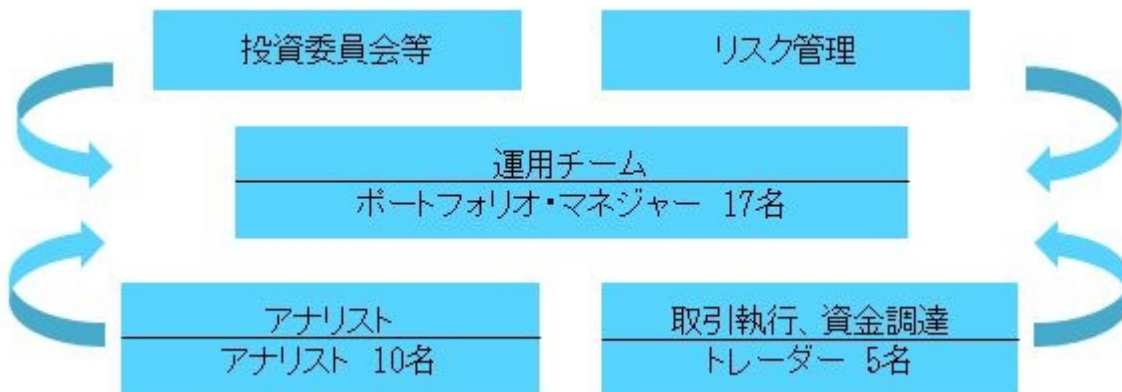 投資委員会等
リスク管理
運用チーム
ポートフォリオ・マネジャー 17名
アナリスト
アナリスト 10名
取引執行、資金調達
トレーダー 5名